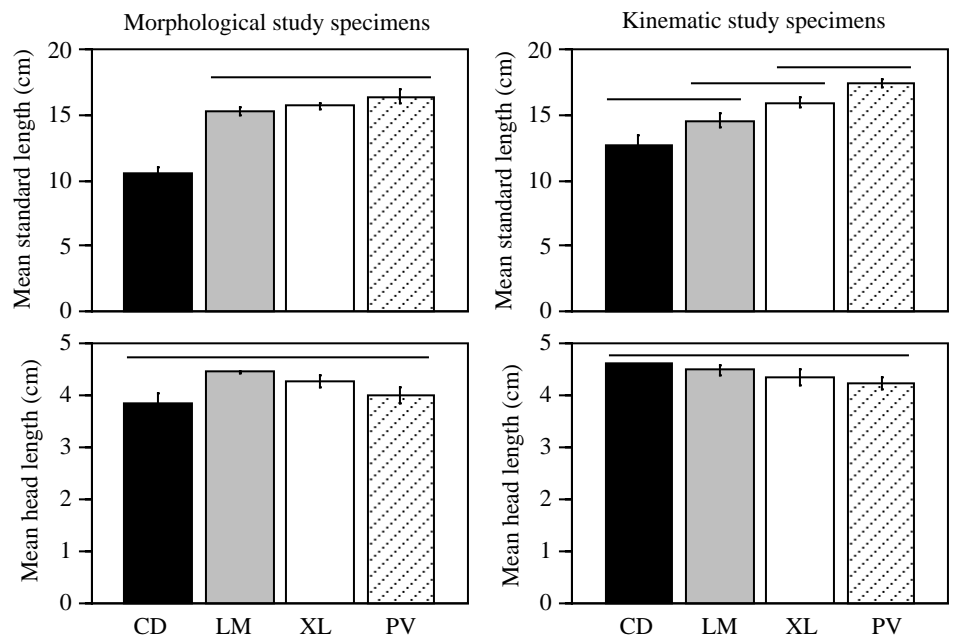 Morphological study specimens
Kinematic study specimens
Mean standard length (cm)
20
15
10
5
0
Mean standard length (cm)
20
15
10
5
0
Mean head length (cm)
5
4
3
2
1
0
CD LM XL PV
Mean head length (cm)
5
4
3
2
1
0
CD LM XL PV